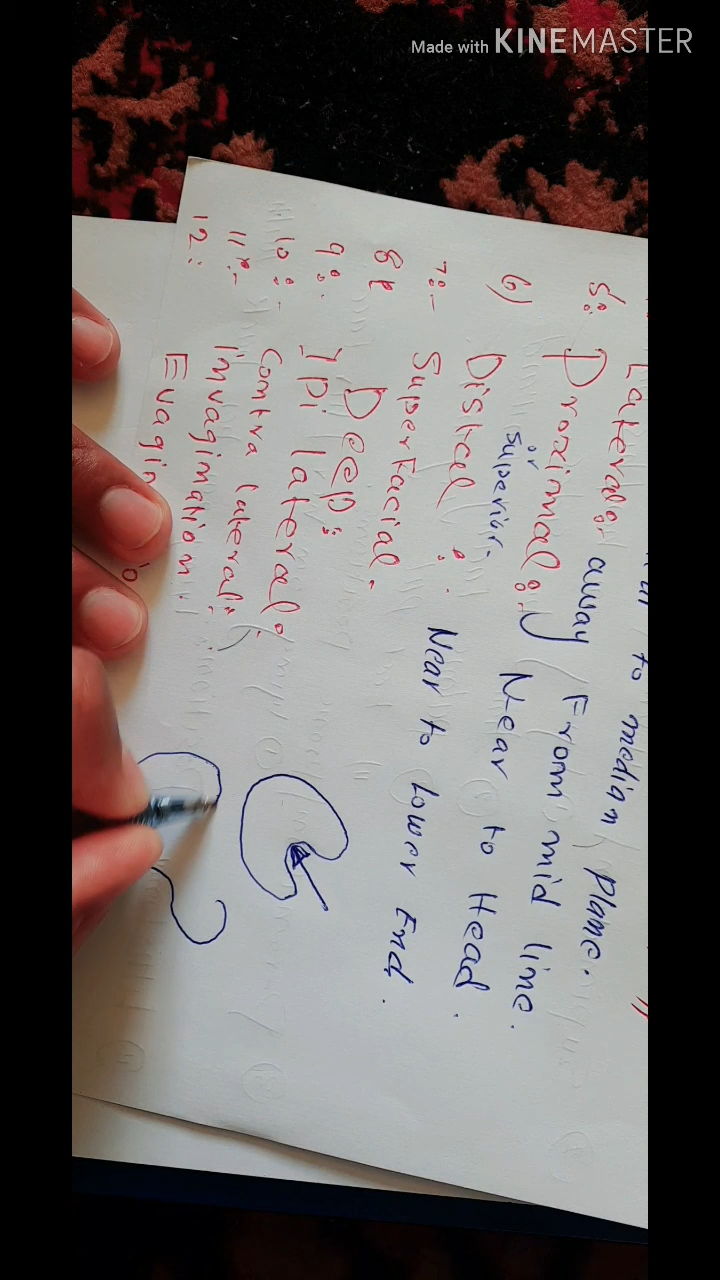 Made with KINEMASTER
to median plane.
Lateral:- away From mid line.
5:- Proximal:- Near to Head.
or superior.
6) Distal: Near to Lower End.
7:- Superfacial.
8: Deep:
9:- Ipi lateral:
10:- Contra lateral:
11:- Invagination:
12: Evagin